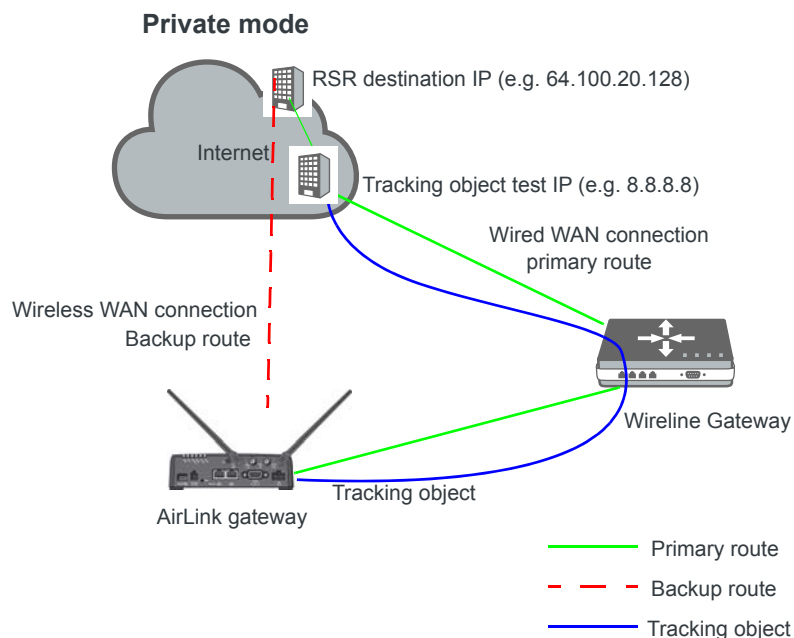 Private mode
RSR destination IP (e.g. 64.100.20.128)
Internet
Tracking object test IP (e.g. 8.8.8.8)
Wired WAN connection
primary route
Wireless WAN connection
Backup route
Wireline Gateway
Tracking object
AirLink gateway
Primary route
Backup route
Tracking object